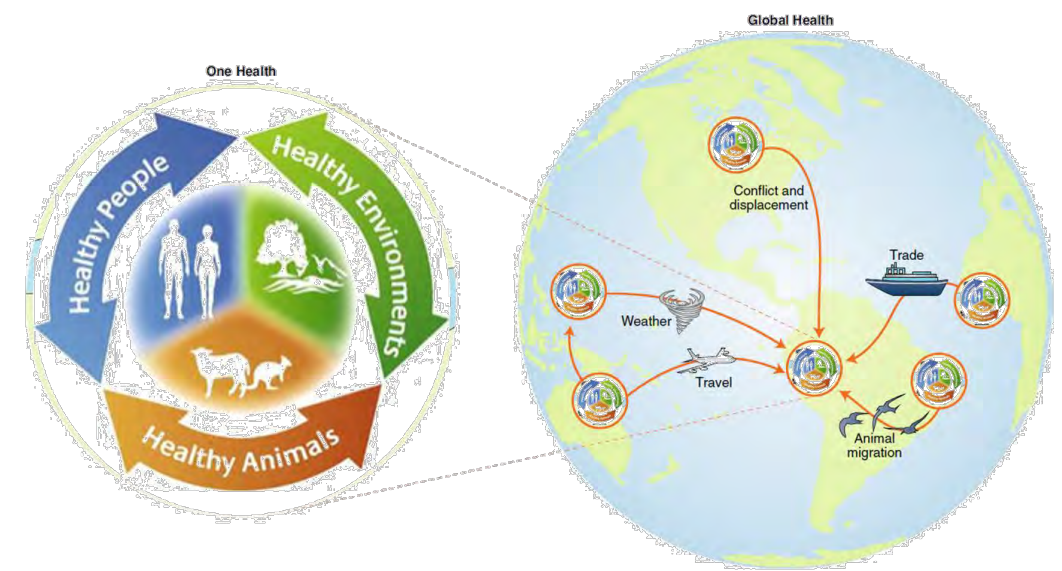 One Health
Healthy People
Healthy Environments
Healthy Animals
Global Health
Conflict and
displacement
Trade
Weather
Travel
Animal
migration